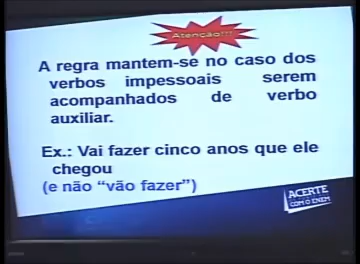 Atenção!!!
A regra mantem-se no caso dos
verbos impessoais serem
acompanhados de verbo
auxiliar.
Ex.: Vai fazer cinco anos que ele
chegou
(e não “vão fazer”)
ACERTE
COM O ENEM